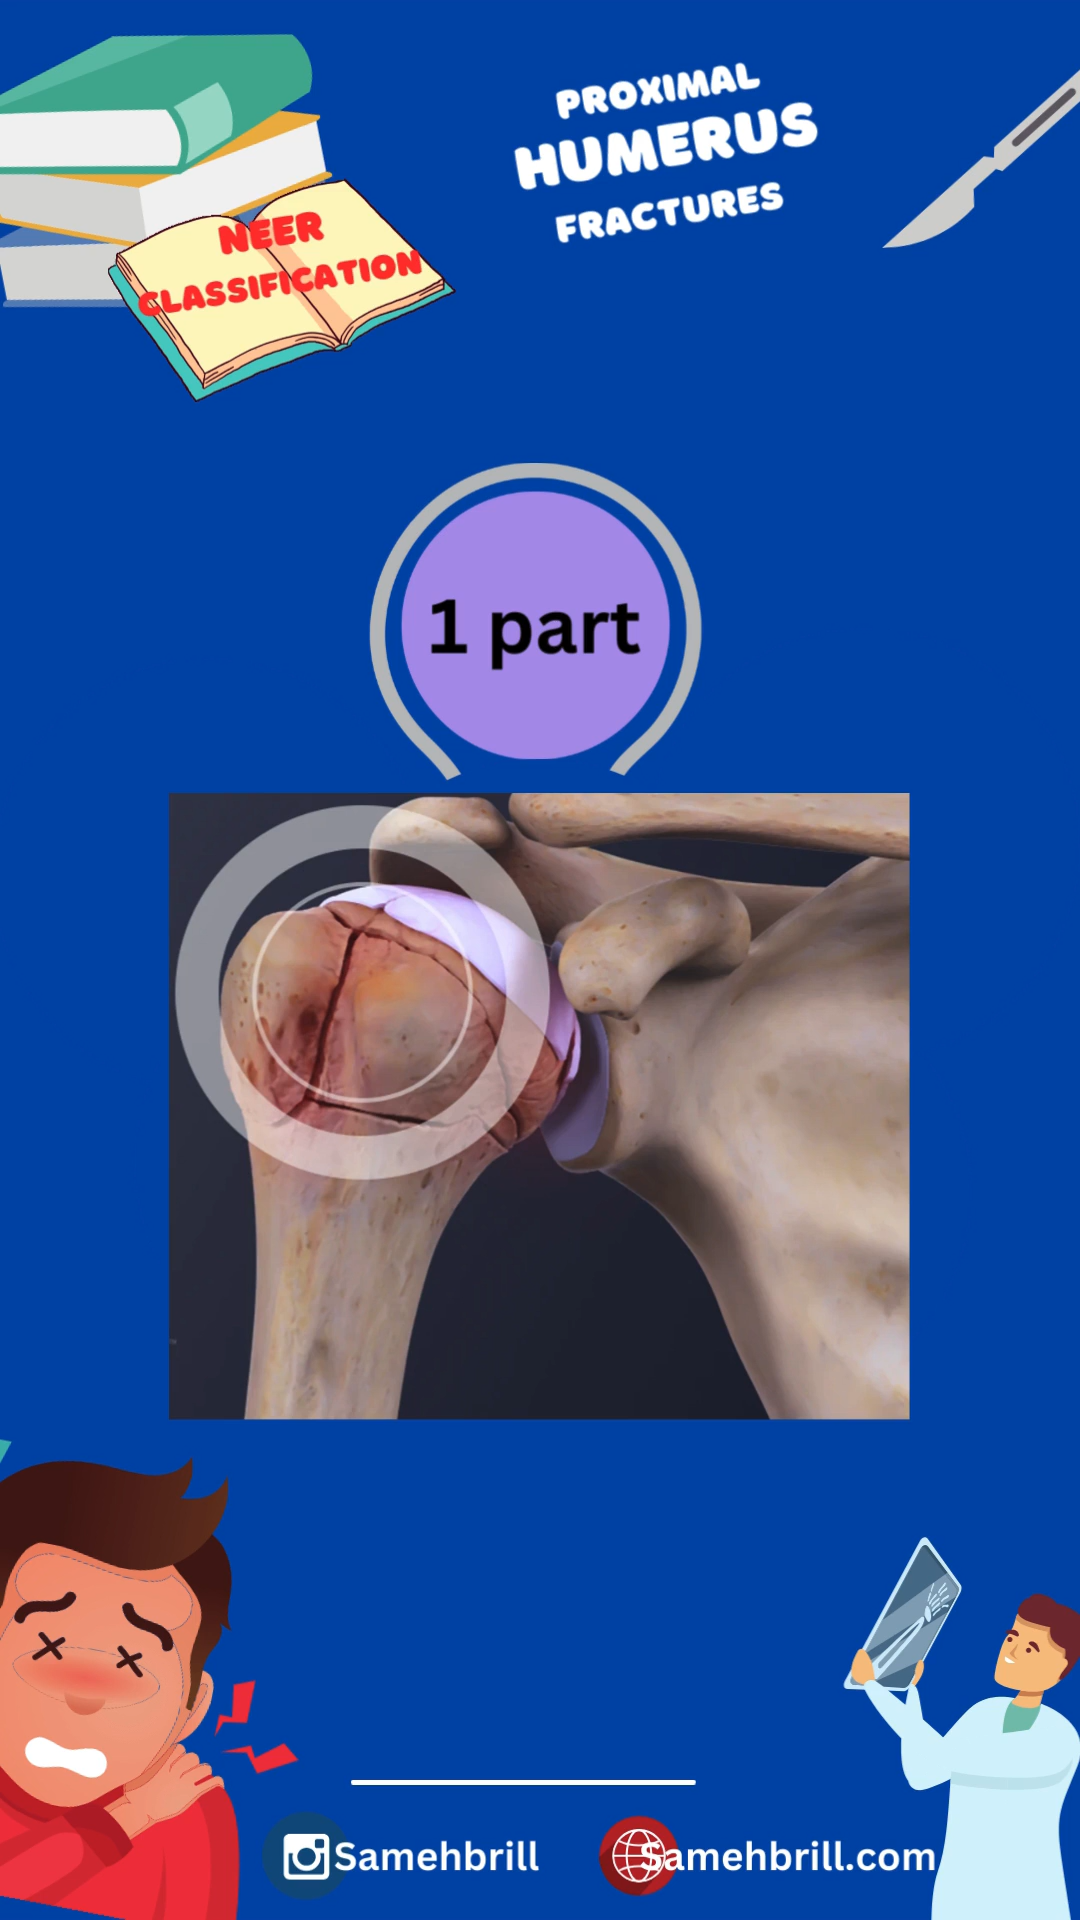 PROXIMAL
HUMERUS
FRACTURES
NEER
CLASSIFICATION
1 part
Samehbrill
Samehbrill.com